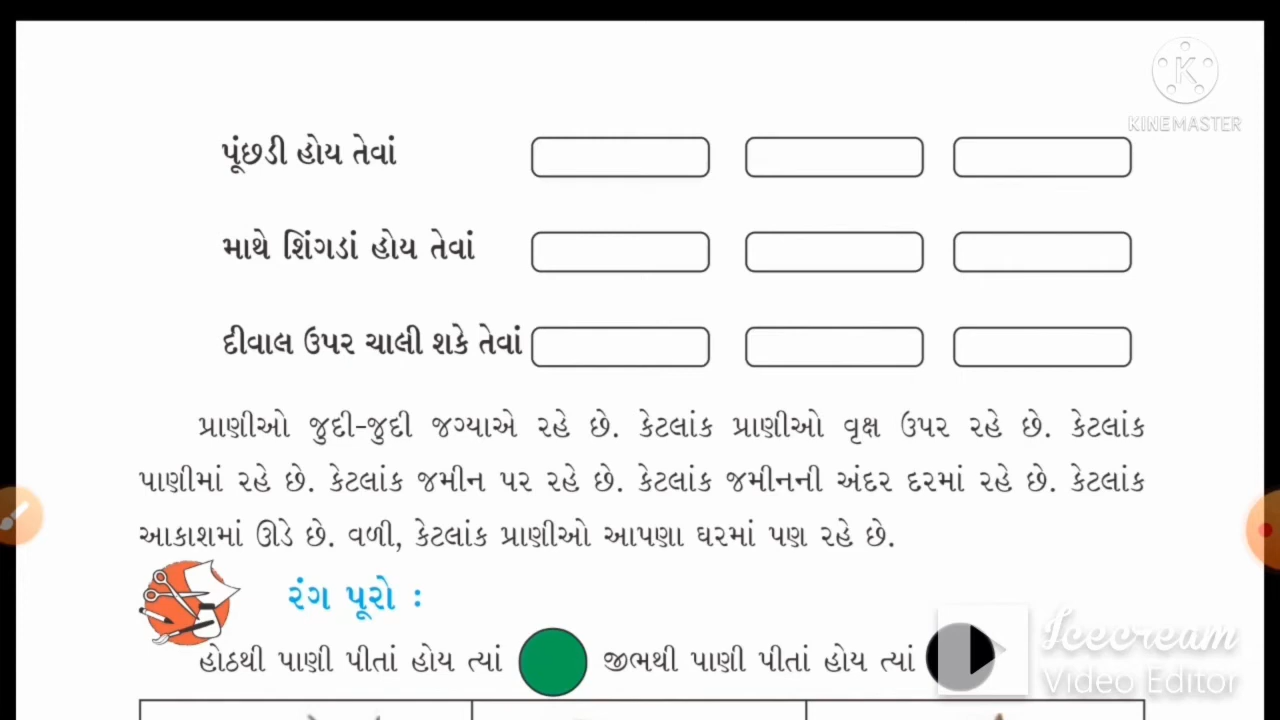 KINEMASTER
પૂંછડી હોય તેવાં
માથે શિંગડાં હોય તેવાં
દીવાલ ઉપર ચાલી શકે તેવાં
પ્રાણીઓ જુદી-જુદી જગ્યાએ રહે છે. કેટલાંક પ્રાણીઓ વૃક્ષ ઉપર રહે છે. કેટલાંક
પાણીમાં રહે છે. કેટલાંક જમીન પર રહે છે. કેટલાંક જમીનની અંદર દરમાં રહે છે. કેટલાંક
આકાશમાં ઊડે છે. વળી, કેટલાંક પ્રાણીઓ આપણા ઘરમાં પણ રહે છે.
રંગ પૂરો :
હોઠથી પાણી પીતાં હોય ત્યાં જીભથી પાણી પીતાં હોય ત્યાં
Icecream
Video Editor